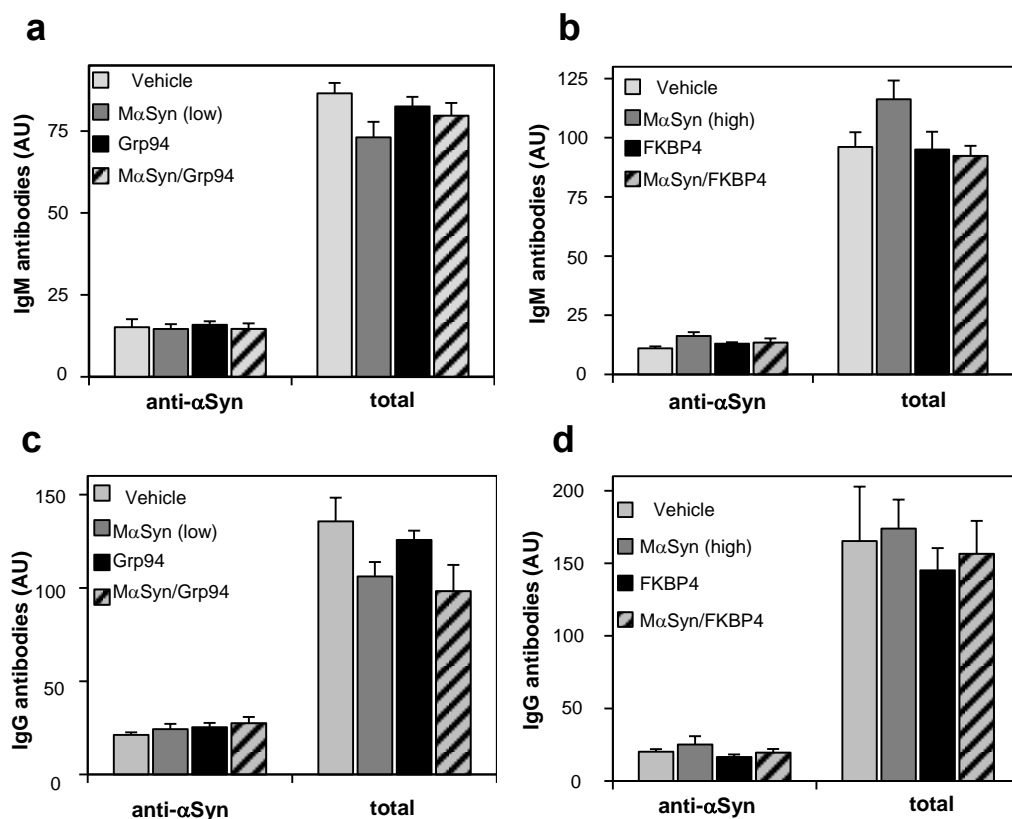 a
IgM antibodies (AU)
75
50
25
0
Vehicle
MαSyn (low)
Grp94
MαSyn/Grp94
anti-αSyn total
b
IgM antibodies (AU)
125
100
75
50
25
0
Vehicle
MαSyn (high)
FKBP4
MαSyn/FKBP4
anti-αSyn total
c
IgG antibodies (AU)
150
100
50
0
Vehicle
MαSyn (low)
Grp94
MαSyn/Grp94
anti-αSyn total
d
IgG antibodies (AU)
200
150
100
50
0
Vehicle
MαSyn (high)
FKBP4
MαSyn/FKBP4
anti-αSyn total